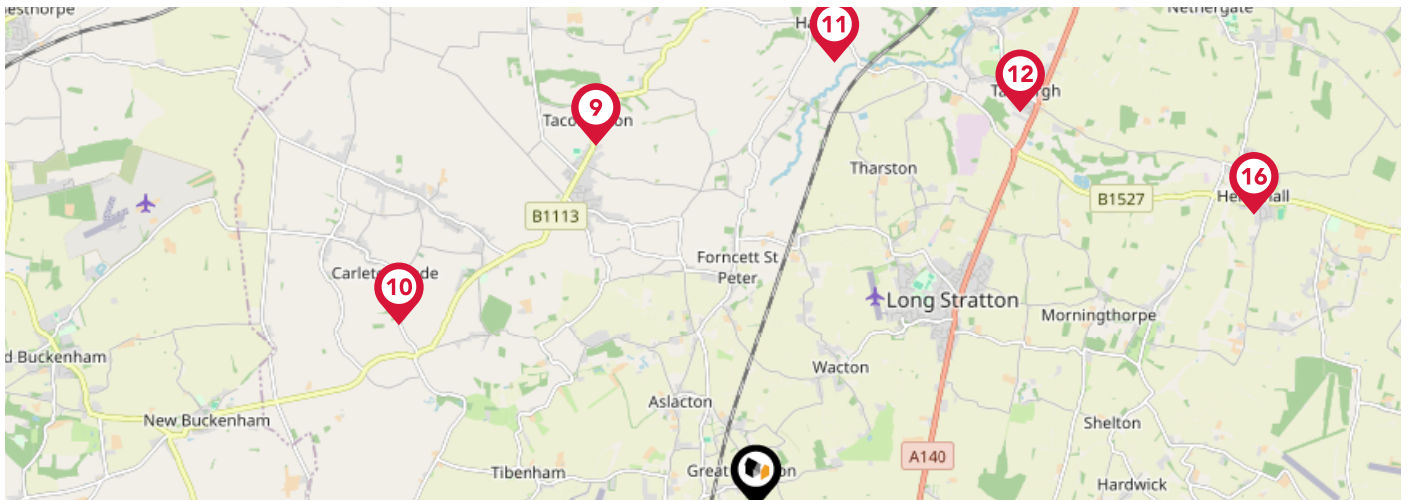 Nethergate
11
12
9
Tharston
B1527
16
B1113
Forncett St
Peter
10
Long Stratton
Morningthorpe
d Buckenham
Wacton
Aslacton
New Buckenham
Shelton
A140
Tibenham
Great
Hardwick